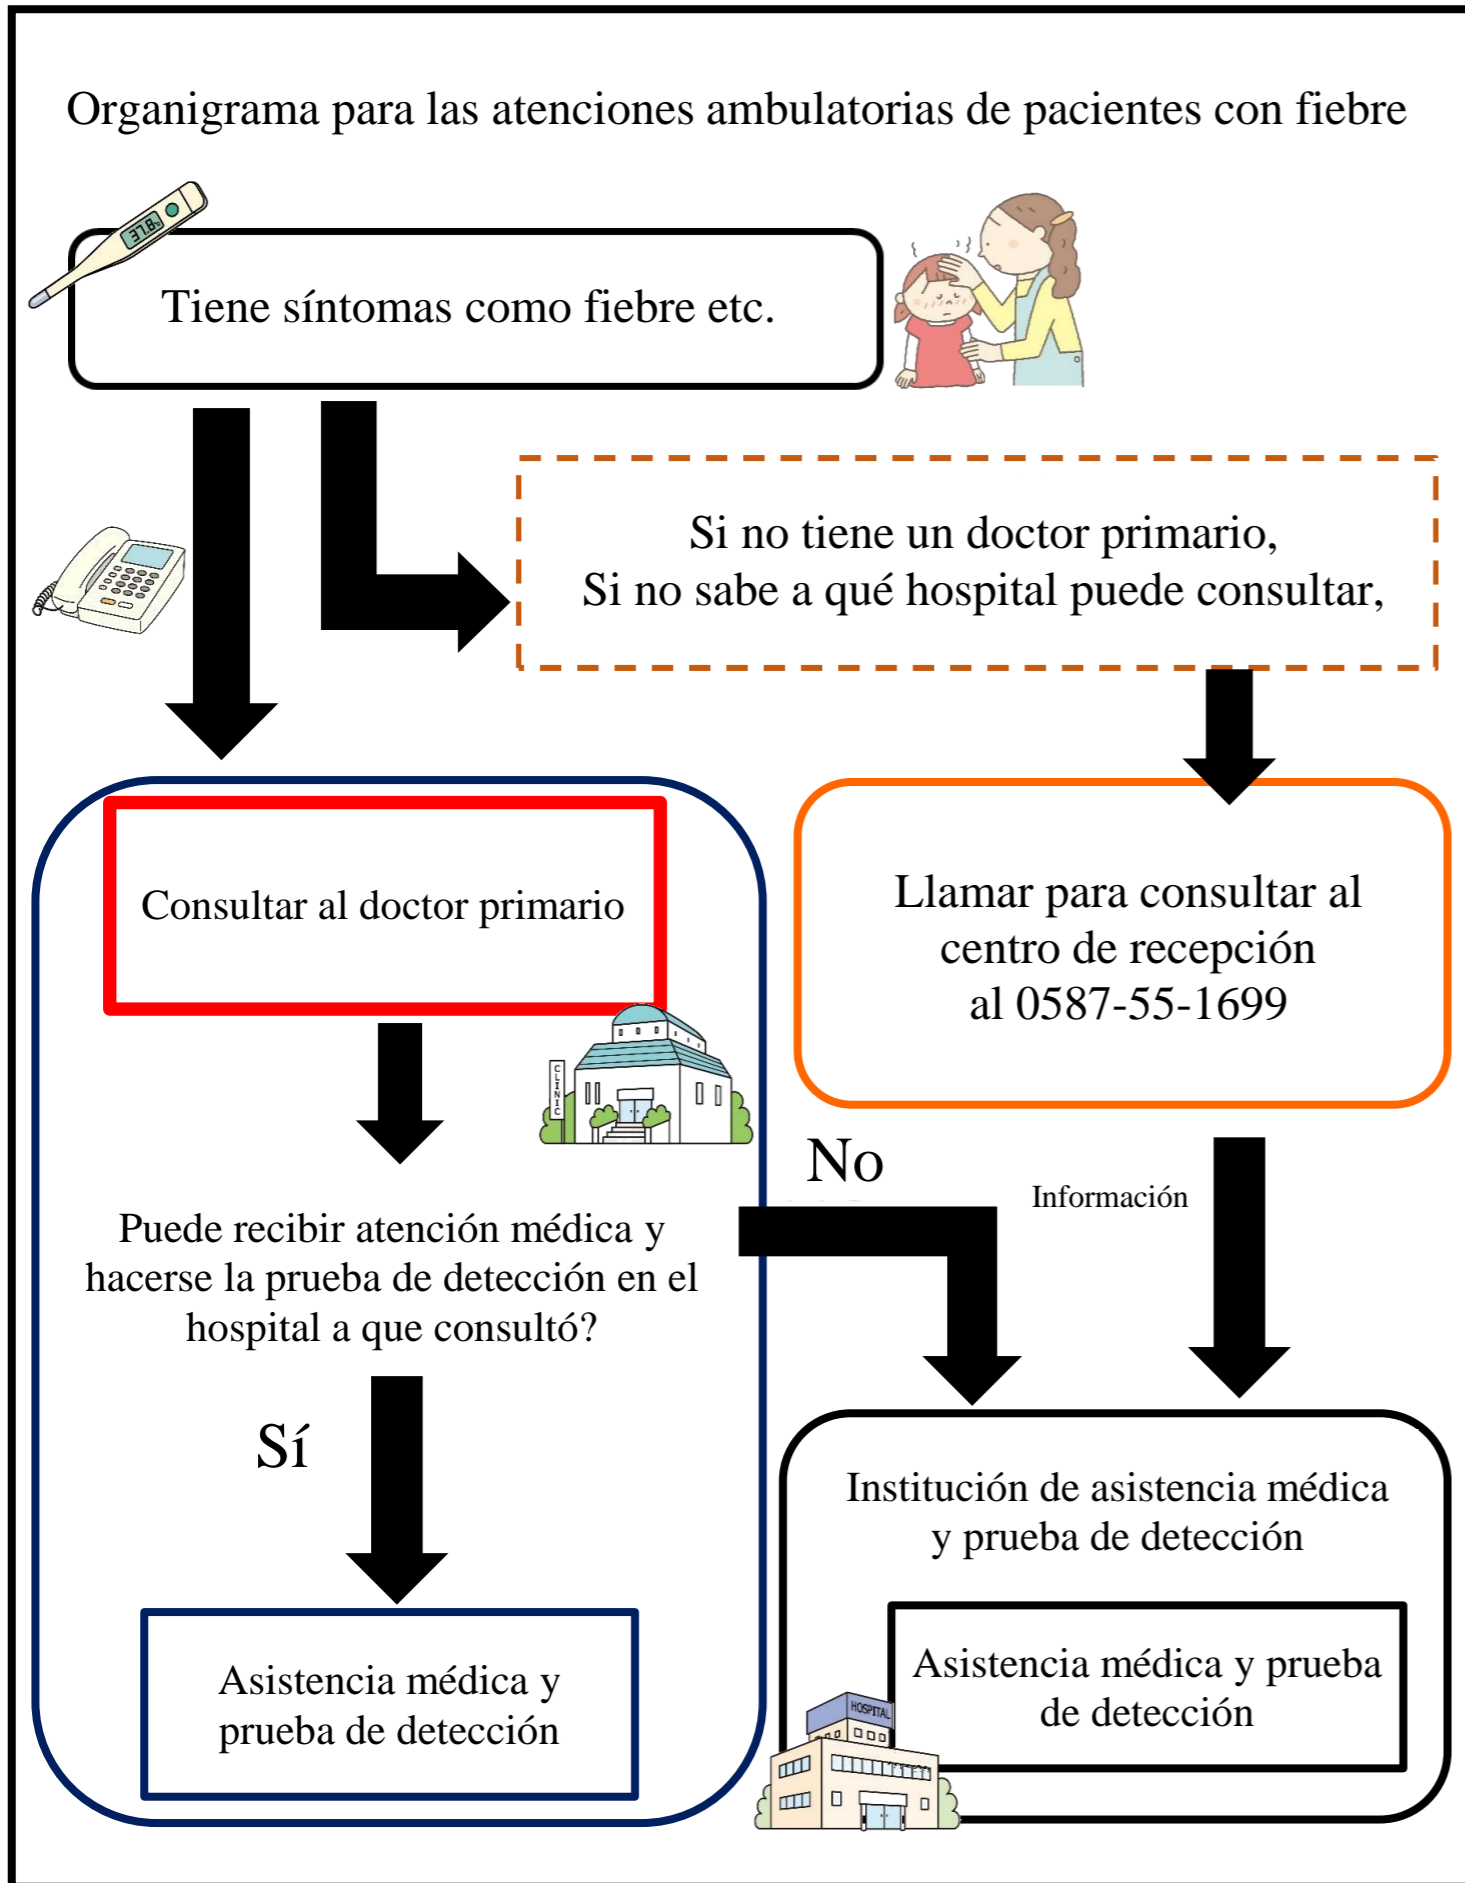 Organigrama para las atenciones ambulatorias de pacientes con fiebre
37.8℃
Tiene síntomas como fiebre etc.
Si no tiene un doctor primario,
Si no sabe a qué hospital puede consultar,
Consultar al doctor primario
CLINIC
Llamar para consultar al
centro de recepción
al 0587-55-1699
No
Información
Puede recibir atención médica y
hacerse la prueba de detección en el
hospital a que consultó?
Sí
Institución de asistencia médica
y prueba de detección
Asistencia médica y
prueba de detección
HOSPITAL
Asistencia médica y prueba
de detección